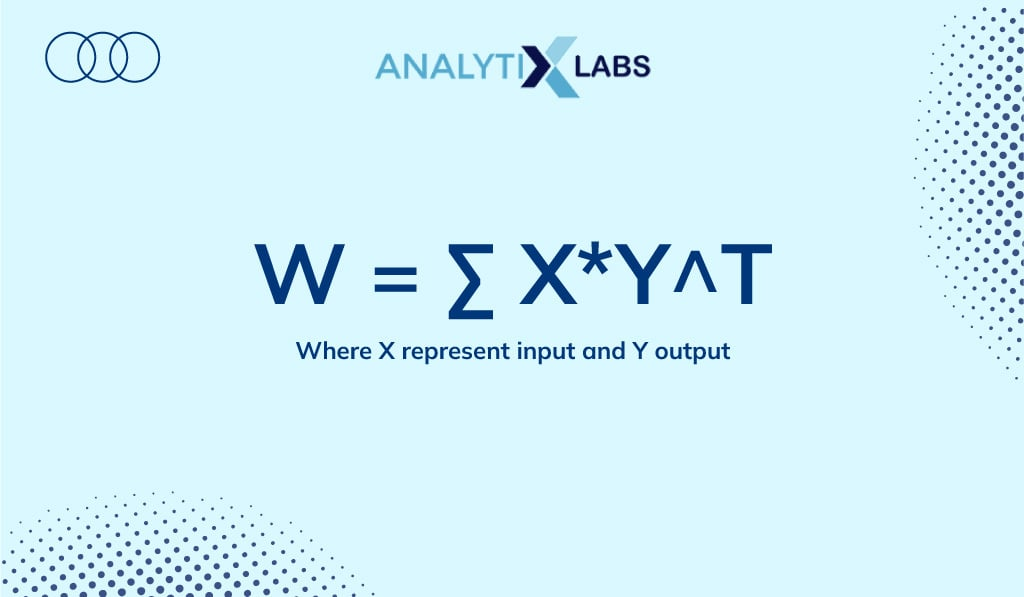 ANALYTIX LABS
W = ∑ X*Y^T
Where X represent input and Y output